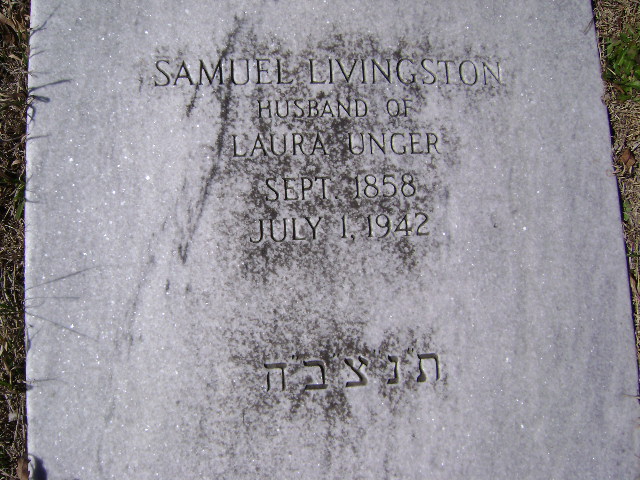 SAMUEL LIVINGSTON
HUSBAND OF
LAURA UNGER
SEPT. 1858
JULY 1, 1942
ת'נ'צ'ב'ה